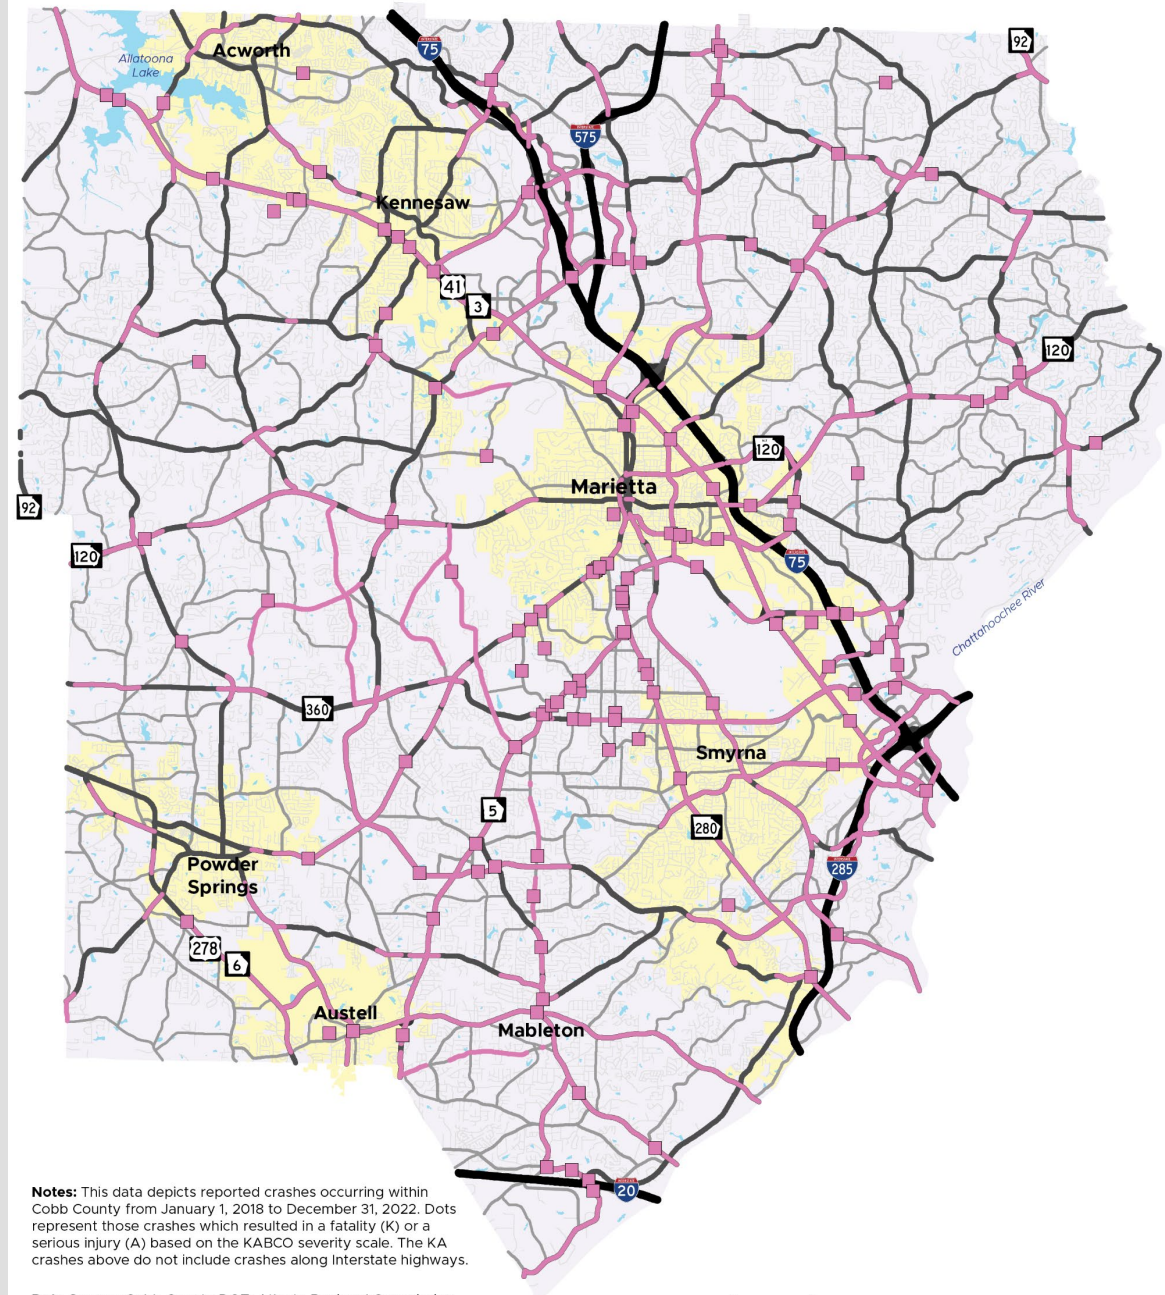 Acworth
75
92
Allatoona
Lake
575
Kennesaw
41
3
120
120
Marietta
92
120
75
Chattahoochee River
360
Smyrna
5
280
Powder
Springs
285
278
6
Austell
Mableton
20
Notes: This data depicts reported crashes occurring within
Cobb County from January 1, 2018 to December 31, 2022. Dots
represent those crashes which resulted in a fatality (K) or a
serious injury (A) based on the KABCO severity scale. The KA
crashes above do not include crashes along Interstate highways.